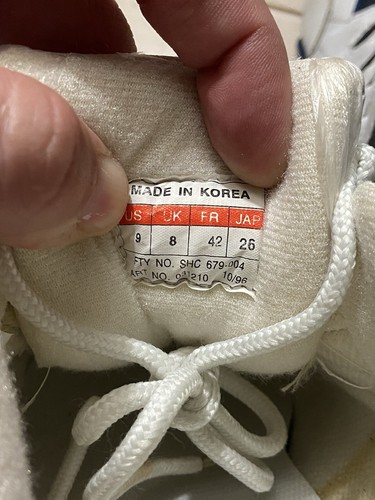 MADE IN KOREA
US UK FR JAP
9 8 42 26
FTY NO. SHC 679-004
NO. 210 10/96